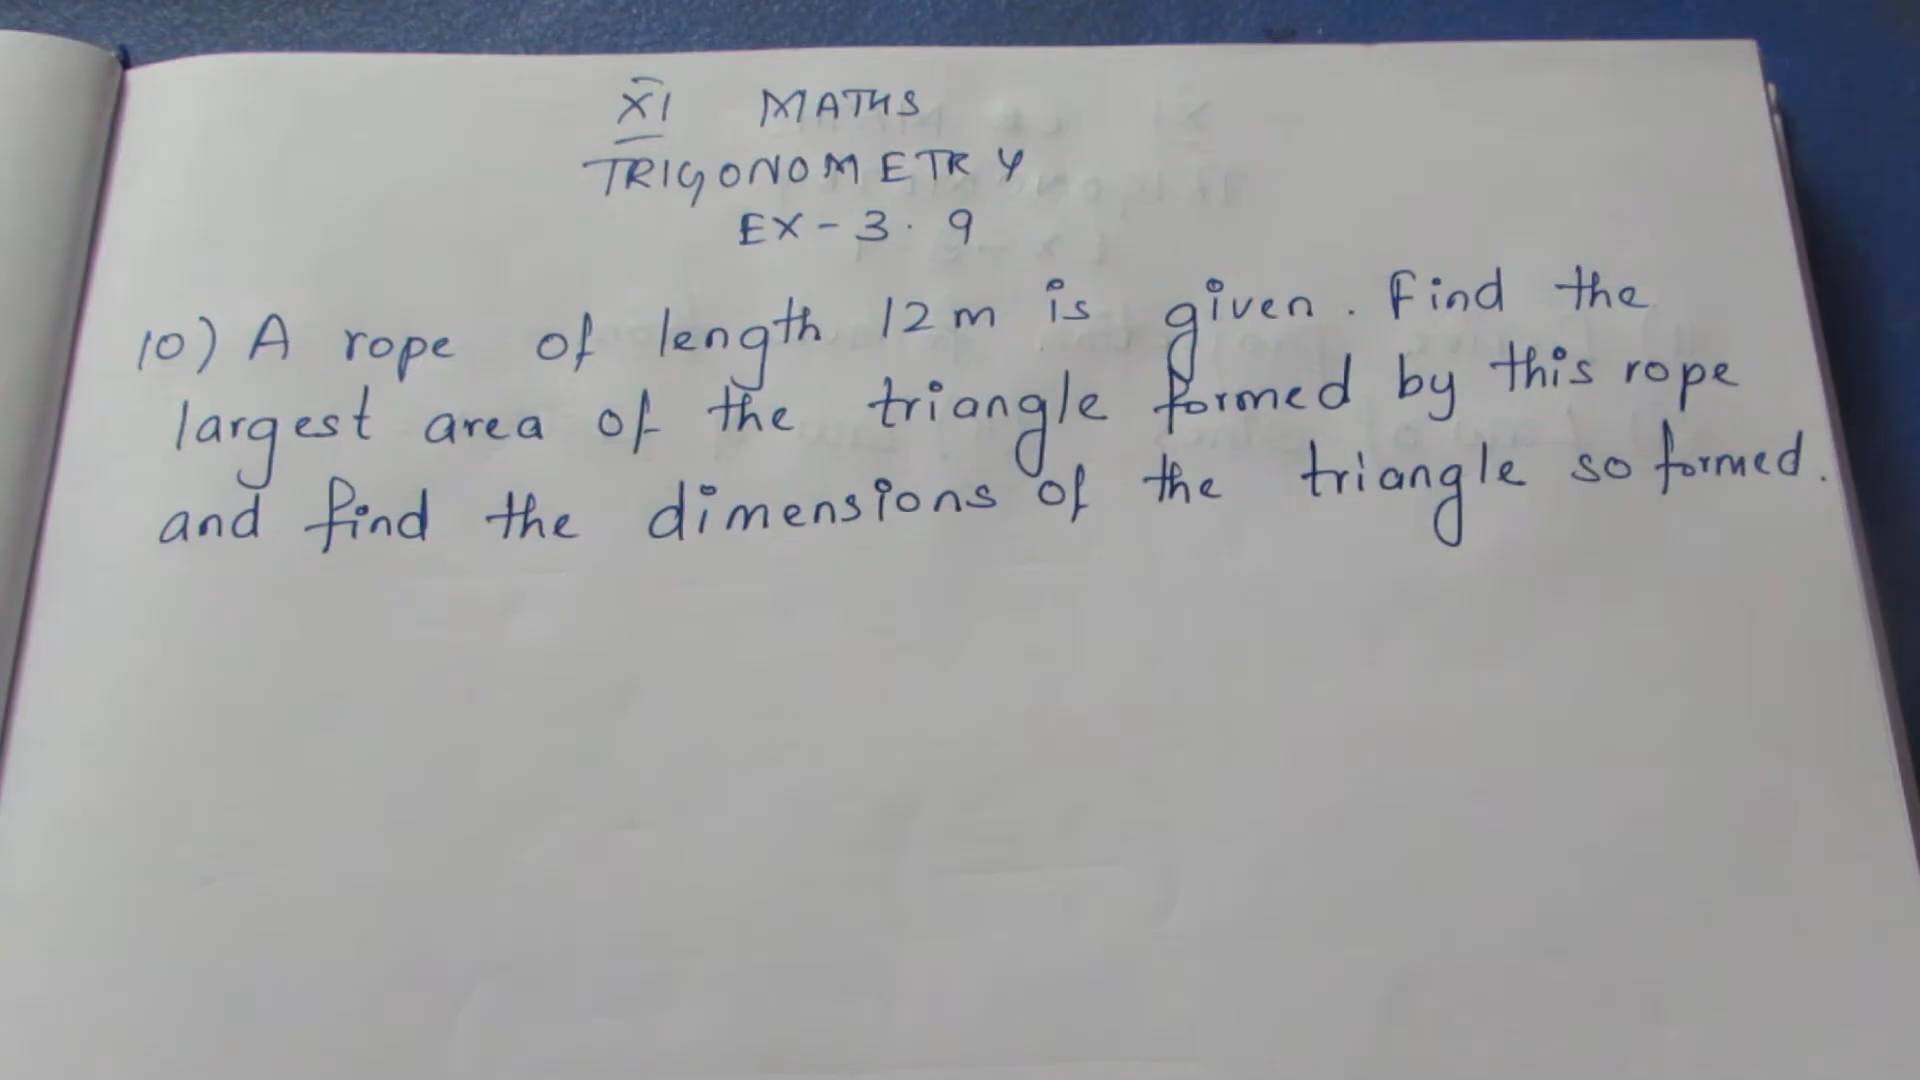 XI MATHS
TRIGONOMETRY
EX - 3.9
10) A rope of length 12m is given. Find the
largest area of the triangle formed by this rope
and find the dimensions of the triangle so formed.